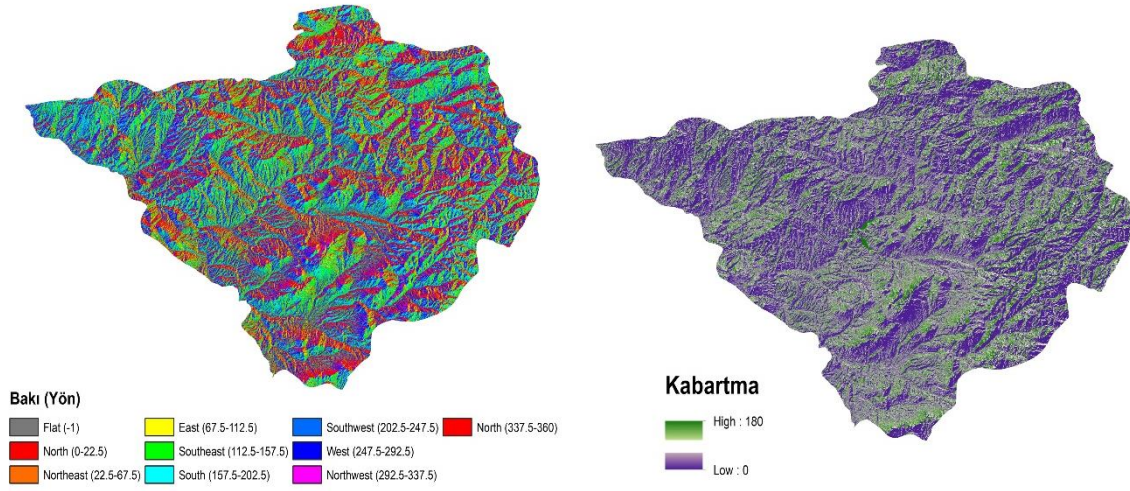 Bakı (Yön)
Flat (-1)
East (67.5-112.5)
Southwest (202.5-247.5)
North (337.5-360)
North (0-22.5)
Southeast (112.5-157.5)
West (247.5-292.5)
Northeast (22.5-67.5)
South (157.5-202.5)
Northwest (292.5-337.5)
Kabartma
High : 180
Low : 0